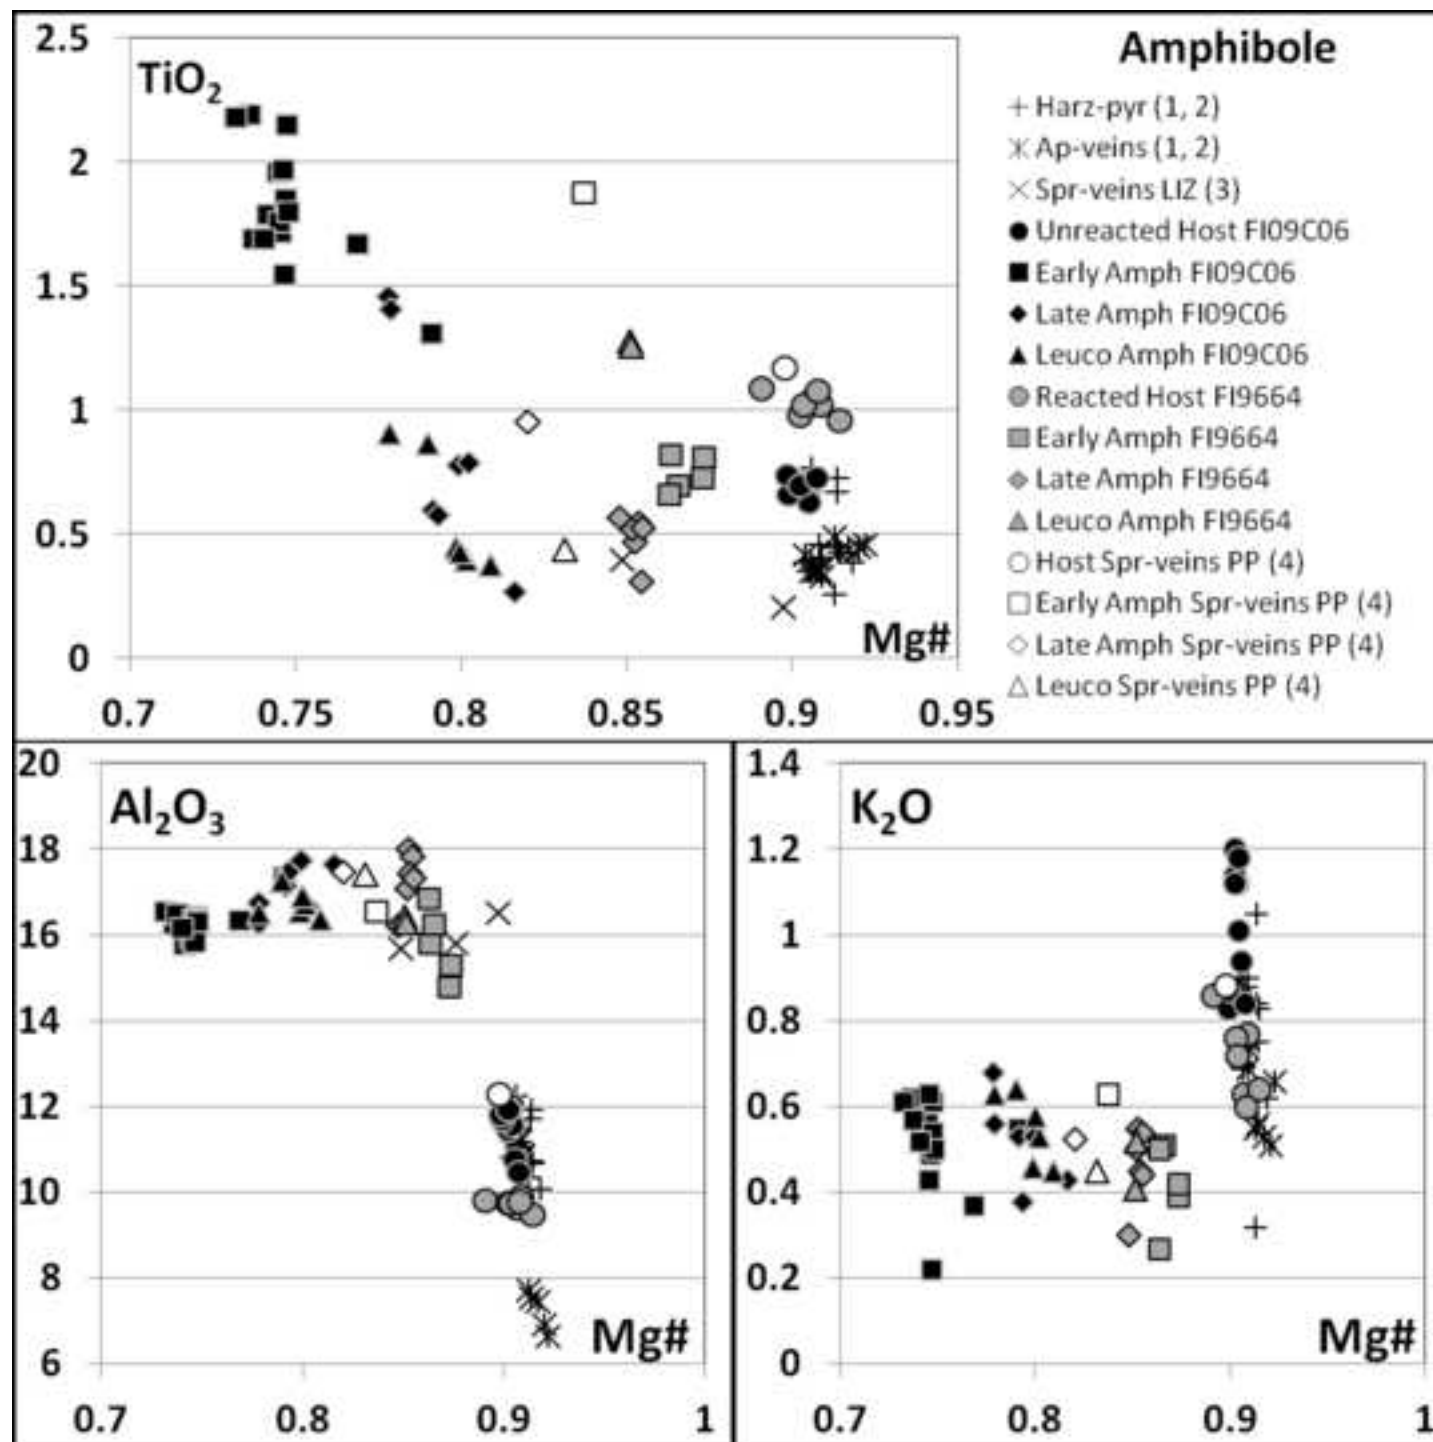 2.5
TiO₂
2
1.5
1
0.5
0
Mg#
0.7 0.75 0.8 0.85 0.9 0.95
Amphibole
Harz-pyr (1, 2)
Ap-veins (1, 2)
Spr-veins LIZ (3)
Unreacted Host FI09C06
Early Amph FI09C06
Late Amph FI09C06
Leuco Amph FI09C06
Reacted Host FI9664
Early Amph FI9664
Late Amph FI9664
Leuco Amph FI9664
Host Spr-veins PP (4)
Early Amph Spr-veins PP (4)
Late Amph Spr-veins PP (4)
Leuco Spr-veins PP (4)
20
Al₂O₃
18
16
14
12
10
8
6
Mg#
0.7 0.8 0.9 1
1.4
K₂O
1.2
1
0.8
0.6
0.4
0.2
0
Mg#
0.7 0.8 0.9 1